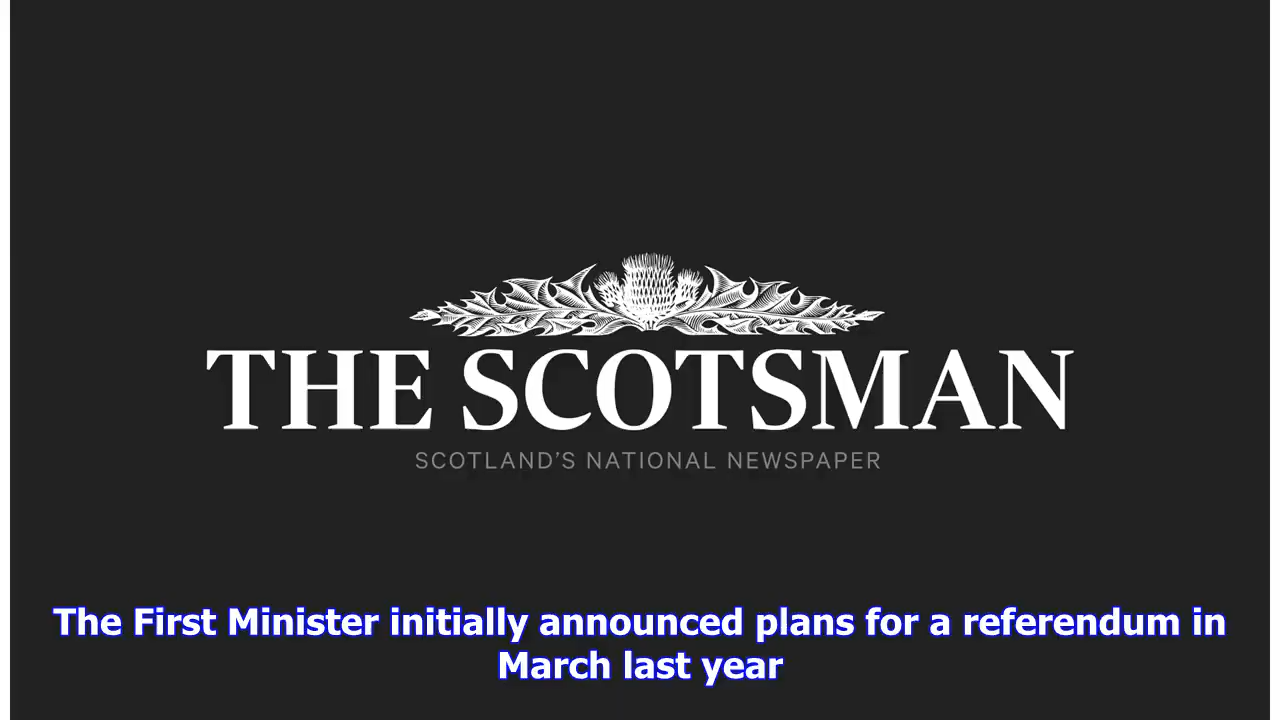 THE SCOTSMAN
SCOTLAND'S NATIONAL NEWSPAPER
The First Minister initially announced plans for a referendum in
March last year